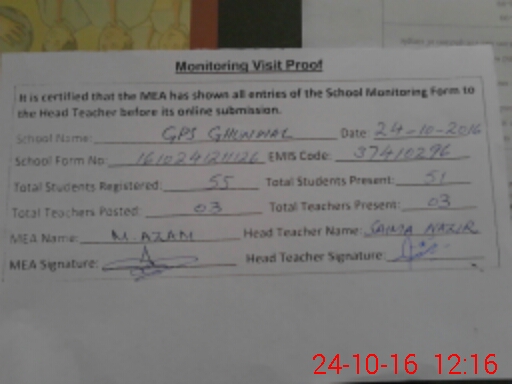 Monitoring Visit Proof
It is certified that the MEA has shown all entries of the School Monitoring Form to
the Head Teacher before its online submission.
School Name: GPS Date: 24-10-2016
School Form No: EMIS Code: 37410296
Total Students Registered: 55 Total Students Present: 51
Total Teachers Posted: 03 Total Teachers Present: 03
MEA Name: M. AZAM Head Teacher Name: SAIMA NAZIR
MEA Signature: Head Teacher Signature:
24-10-16 12:16